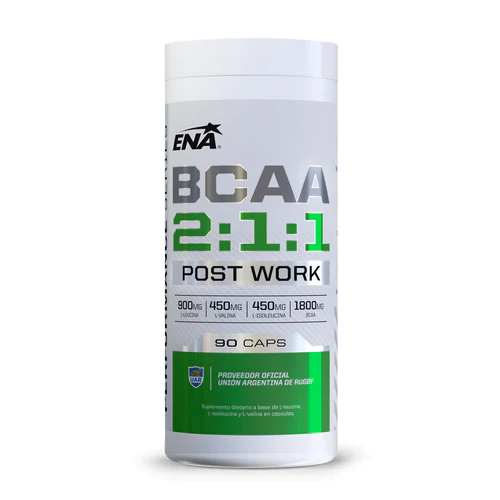 ENA
BCAA
2:1:1
POST WORK
900MG 450MG 450MG 1800MG
L-LEUCINA L-VALINA L-ISOLEUCINA BCAA
90 CAPS
UAR
PROVEEDOR OFICIAL
UNIÓN ARGENTINA DE RUGBY
Suplemento dietario a base de L-leucina,
L-isoleucina y L-valina en cápsulas.